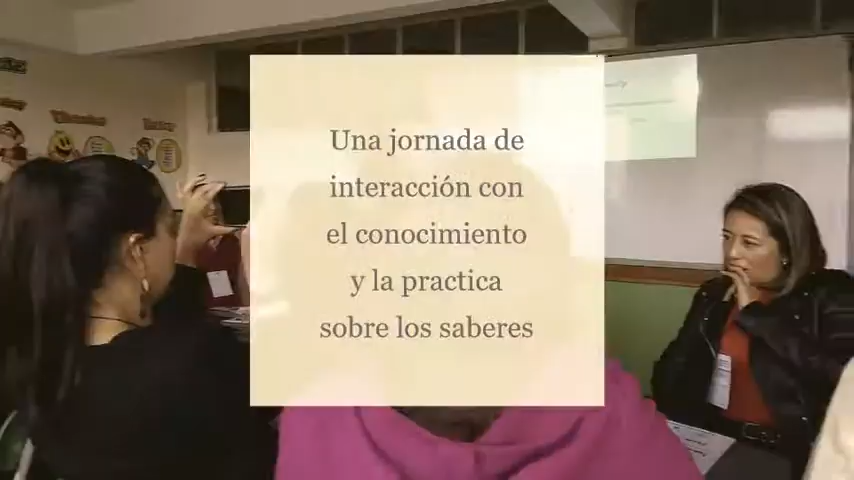 Una jornada de
interacción con
el conocimiento
y la practica
sobre los saberes